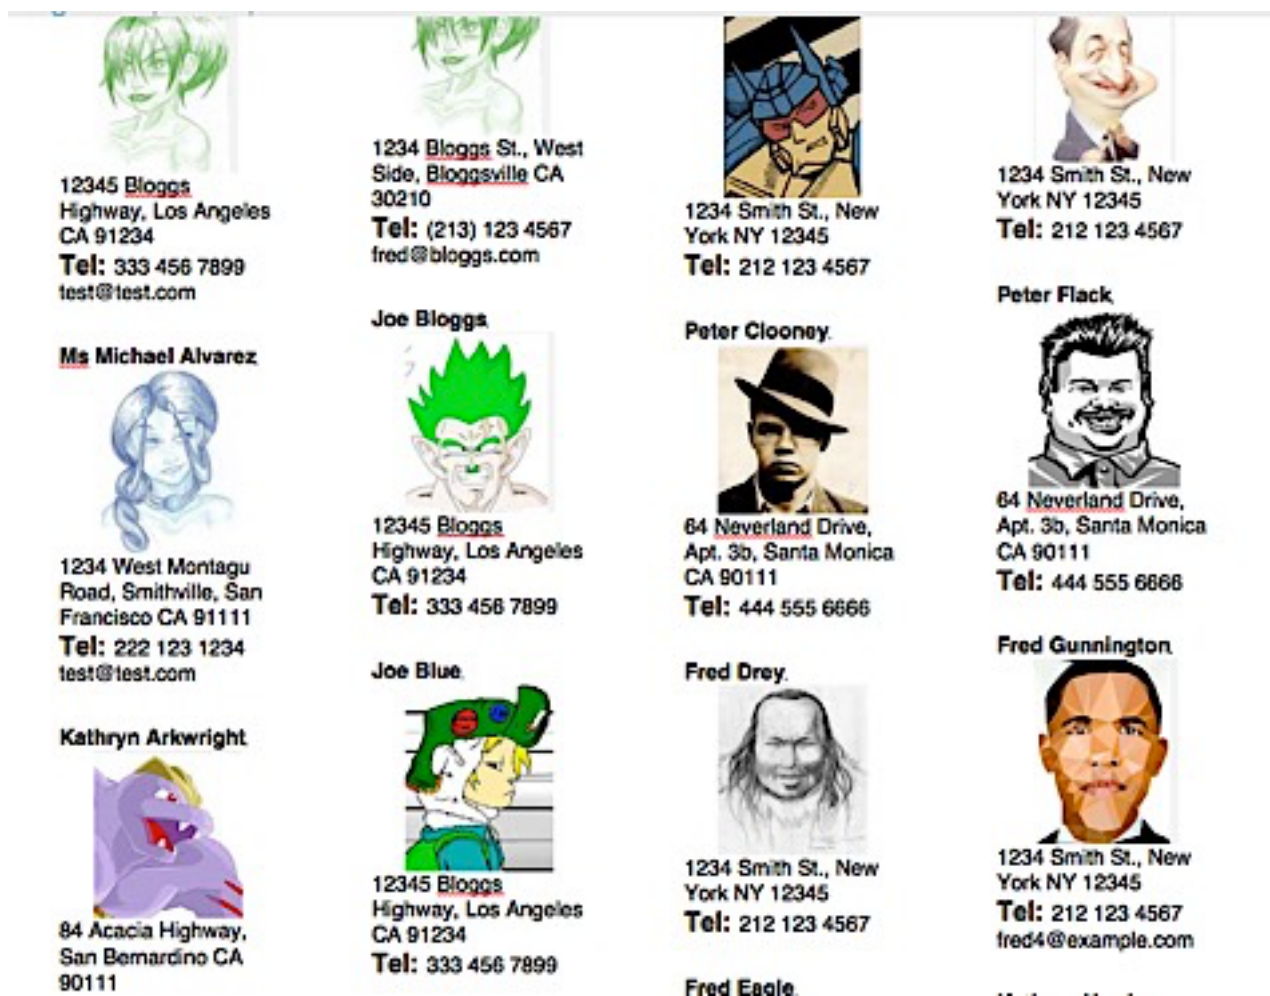 12345 Bloggs
Highway, Los Angeles
CA 91234
Tel: 333 456 7899
test@test.com
Ms Michael Alvarez,
1234 West Montagu
Road, Smithville, San
Francisco CA 91111
Tel: 222 123 1234
test@test.com
Kathryn Arkwright,
84 Acacia Highway,
San Bernardino CA
90111
1234 Bloggs St., West
Side, Bloggsville CA
30210
Tel: (213) 123 4567
fred@bloggs.com
Joe Bloggs,
12345 Bloggs
Highway, Los Angeles
CA 91234
Tel: 333 456 7899
Joe Blue,
12345 Bloggs
Highway, Los Angeles
CA 91234
Tel: 333 456 7899
1234 Smith St., New
York NY 12345
Tel: 212 123 4567
Peter Clooney,
64 Neverland Drive,
Apt. 3b, Santa Monica
CA 90111
Tel: 444 555 6666
Fred Drey,
1234 Smith St., New
York NY 12345
Tel: 212 123 4567
Fred Eagle,
1234 Smith St., New
York NY 12345
Tel: 212 123 4567
Peter Flack,
64 Neverland Drive,
Apt. 3b, Santa Monica
CA 90111
Tel: 444 555 6666
Fred Gunnington,
1234 Smith St., New
York NY 12345
Tel: 212 123 4567
fred4@example.com